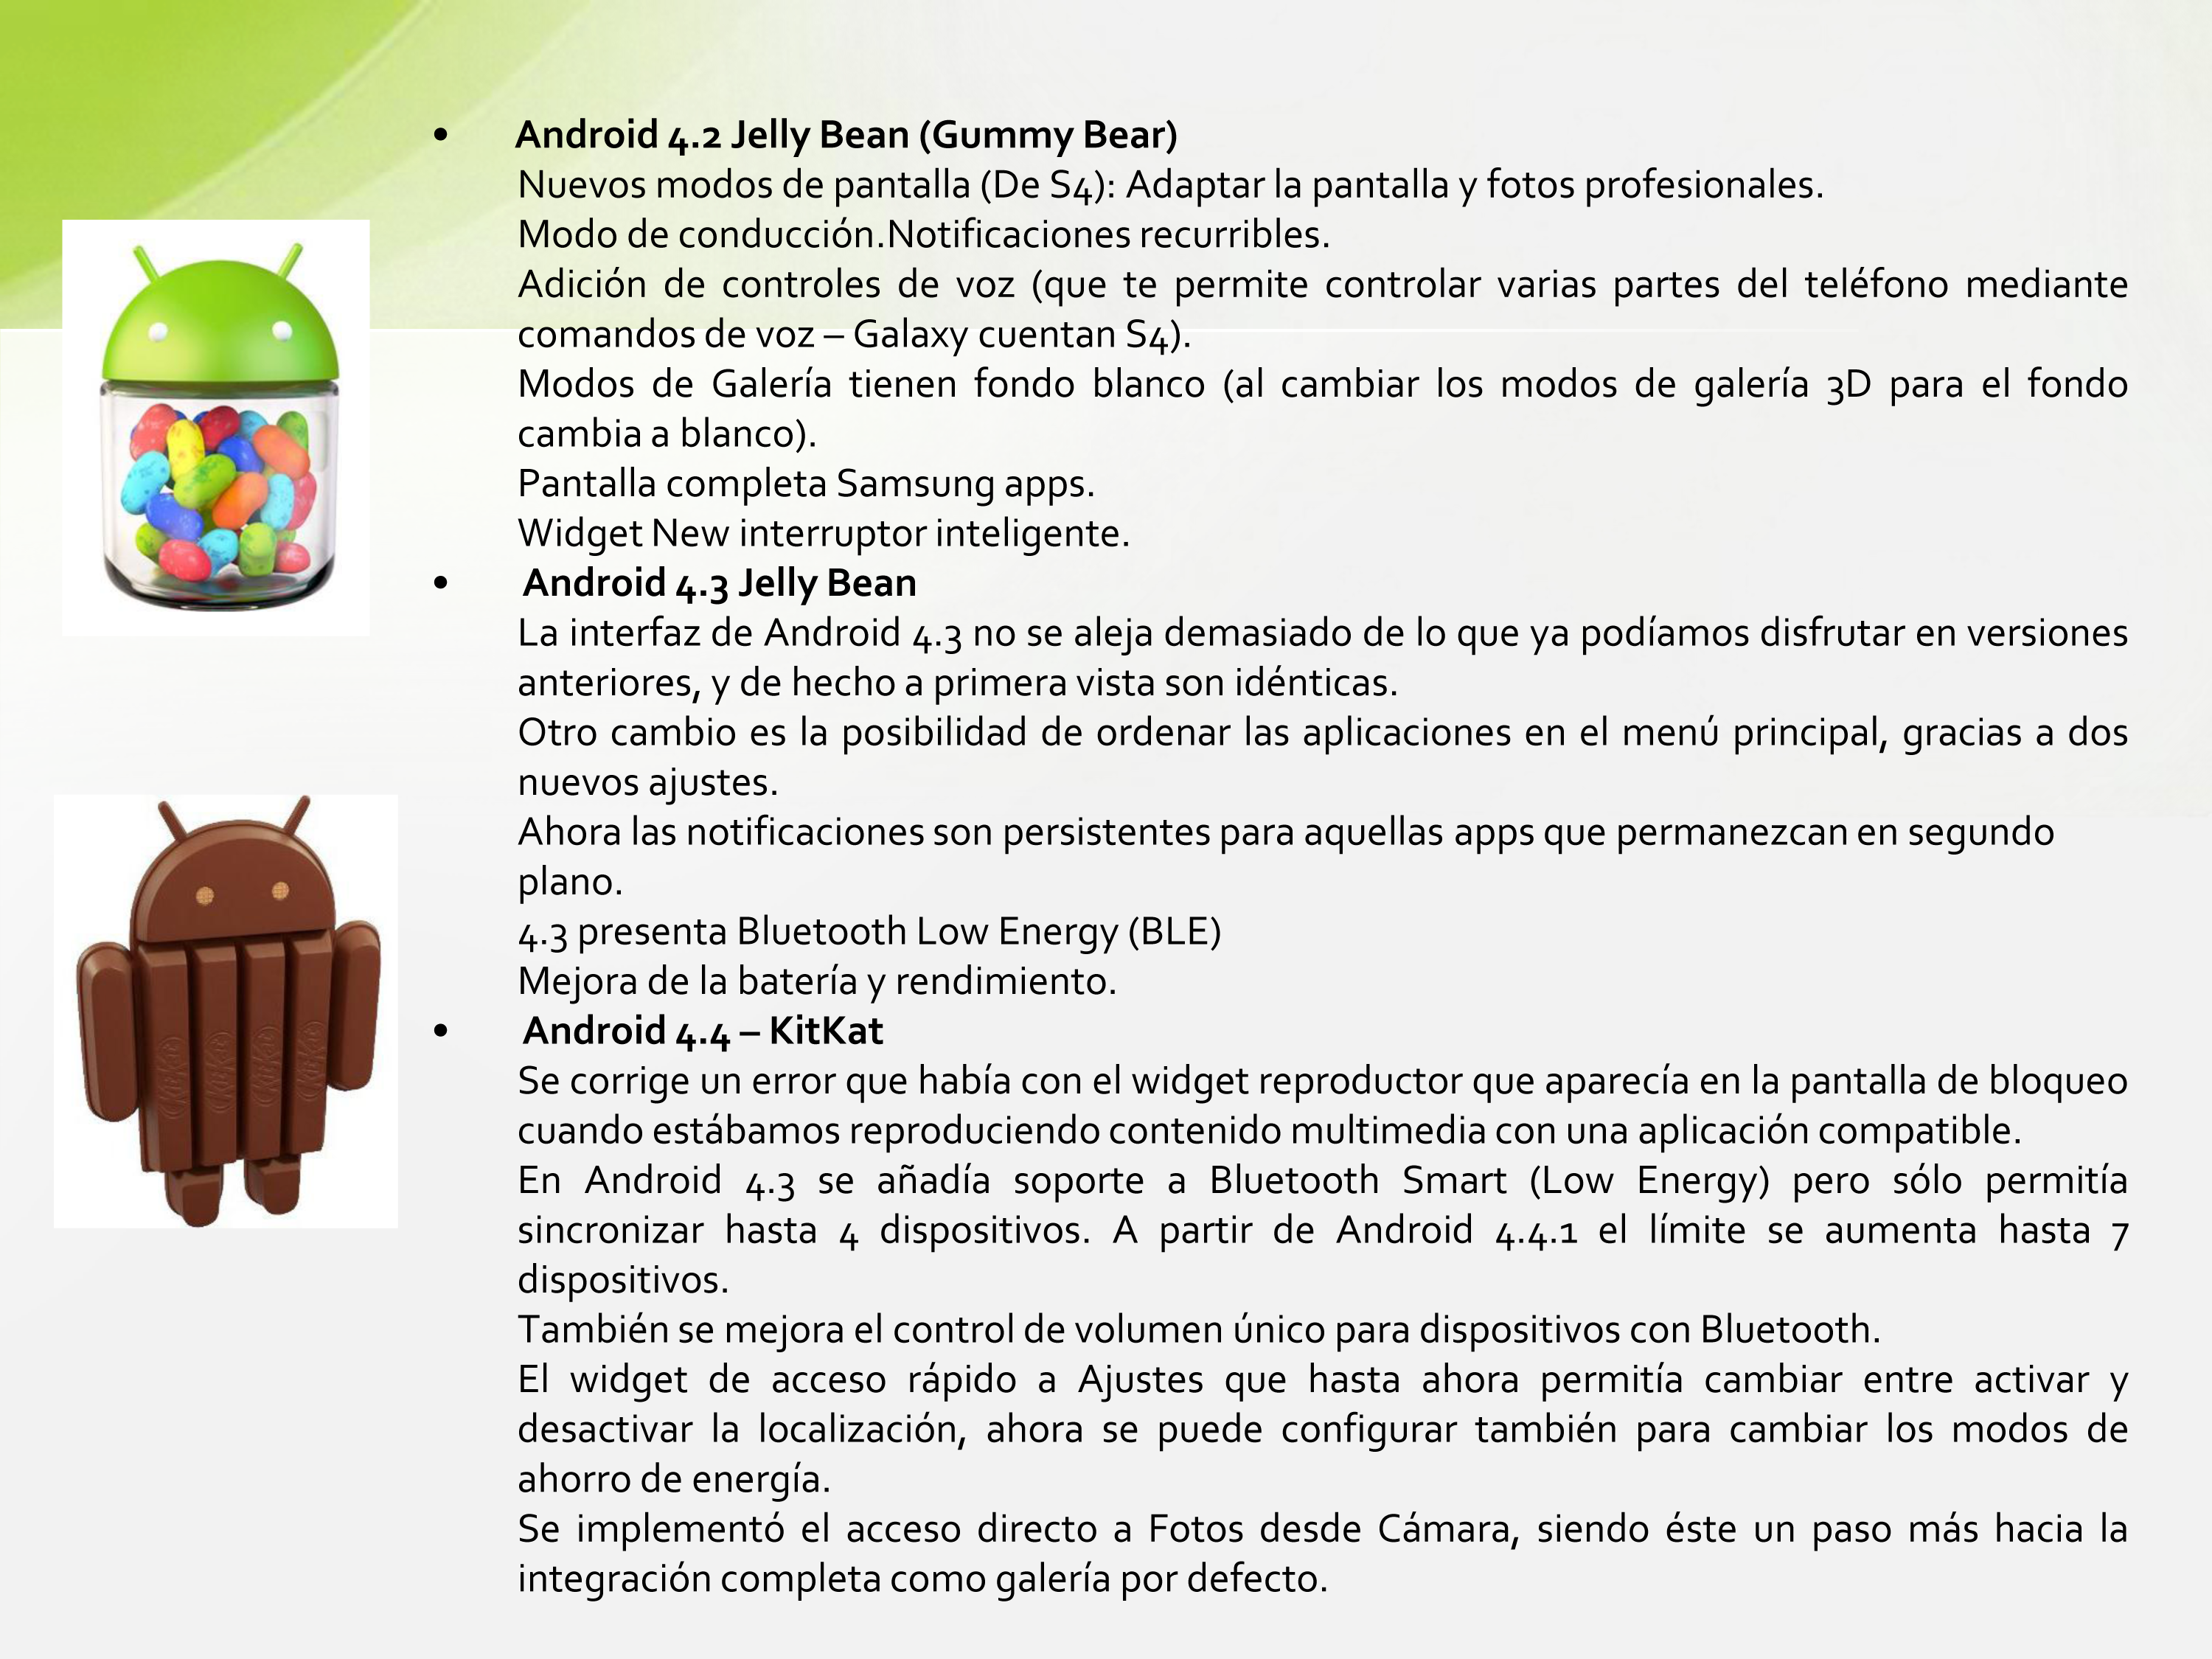 • Android 4.2 Jelly Bean (Gummy Bear)
Nuevos modos de pantalla (De S4): Adaptar la pantalla y fotos profesionales.
Modo de conducción.Notificaciones recurribles.
Adición de controles de voz (que te permite controlar varias partes del teléfono mediante
comandos de voz – Galaxy cuentan S4).
Modos de Galería tienen fondo blanco (al cambiar los modos de galería 3D para el fondo
cambia a blanco).
Pantalla completa Samsung apps.
Widget New interruptor inteligente.
• Android 4.3 Jelly Bean
La interfaz de Android 4.3 no se aleja demasiado de lo que ya podíamos disfrutar en versiones
anteriores, y de hecho a primera vista son idénticas.
Otro cambio es la posibilidad de ordenar las aplicaciones en el menú principal, gracias a dos
nuevos ajustes.
Ahora las notificaciones son persistentes para aquellas apps que permanezcan en segundo
plano.
4.3 presenta Bluetooth Low Energy (BLE)
Mejora de la batería y rendimiento.
• Android 4.4 – KitKat
Se corrige un error que había con el widget reproductor que aparecía en la pantalla de bloqueo
cuando estábamos reproduciendo contenido multimedia con una aplicación compatible.
En Android 4.3 se añadía soporte a Bluetooth Smart (Low Energy) pero sólo permitía
sincronizar hasta 4 dispositivos. A partir de Android 4.4.1 el límite se aumenta hasta 7
dispositivos.
También se mejora el control de volumen único para dispositivos con Bluetooth.
El widget de acceso rápido a Ajustes que hasta ahora permitía cambiar entre activar y
desactivar la localización, ahora se puede configurar también para cambiar los modos de
ahorro de energía.
Se implementó el acceso directo a Fotos desde Cámara, siendo éste un paso más hacia la
integración completa como galería por defecto.
KitKat KitKat KitKat KitKat